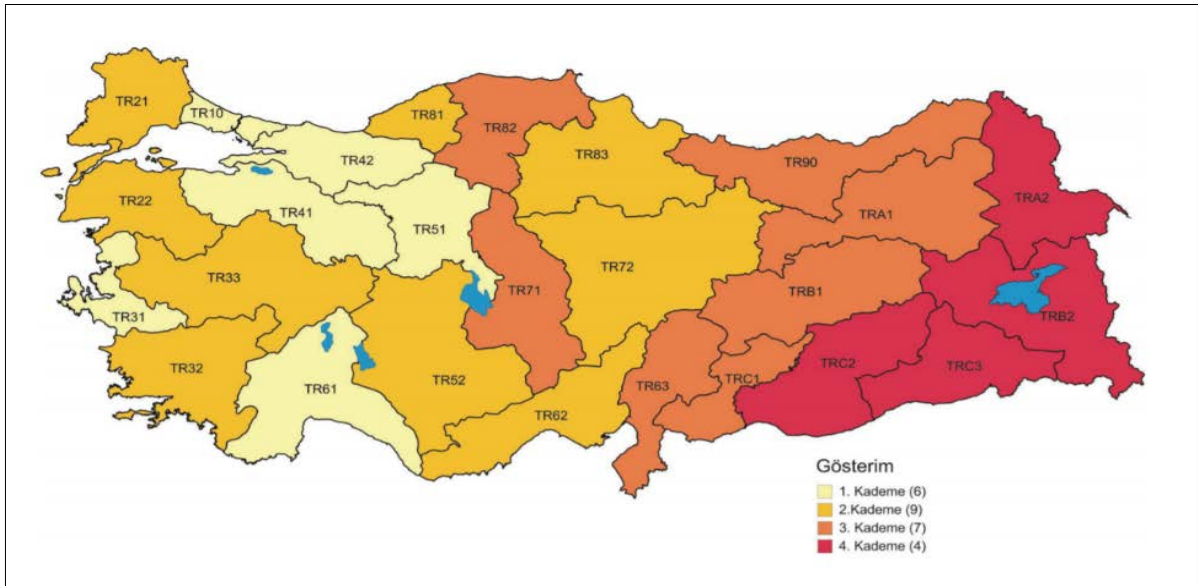 TR21
TR10
TR81
TR82
TR42
TR83
TR90
TR22
TR41
TR51
TRA1
TRA2
TR33
TR71
TR72
TRB1
TRB2
TR31
TR32
TR61
TR52
TR62
TR63
TRC1
TRC2
TRC3
Gösterim
1. Kademe (6)
2.Kademe (9)
3. Kademe (7)
4. Kademe (4)